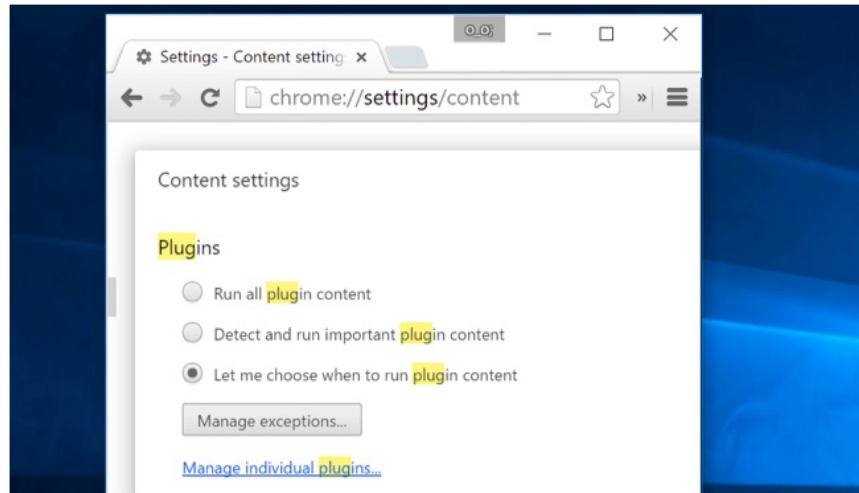 o_o;
Settings - Content setting
chrome://settings/content
»
Content settings
Plugins
Run all plugin content
Detect and run important plugin content
Let me choose when to run plugin content
Manage exceptions...
Manage individual plugins...